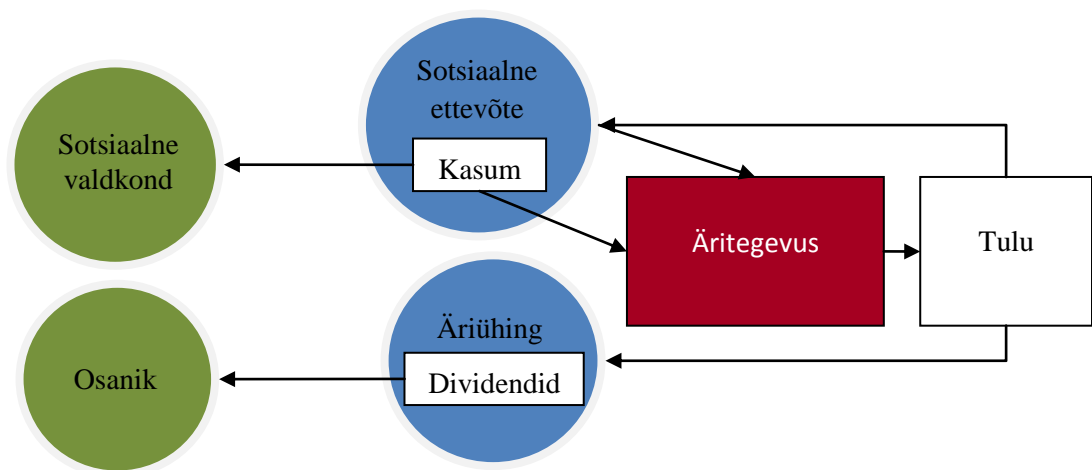 Sotsiaalne
ettevõte
Kasum
Sotsiaalne
valdkond
Äritegevus
Tulu
Äriühing
Dividendid
Osanik